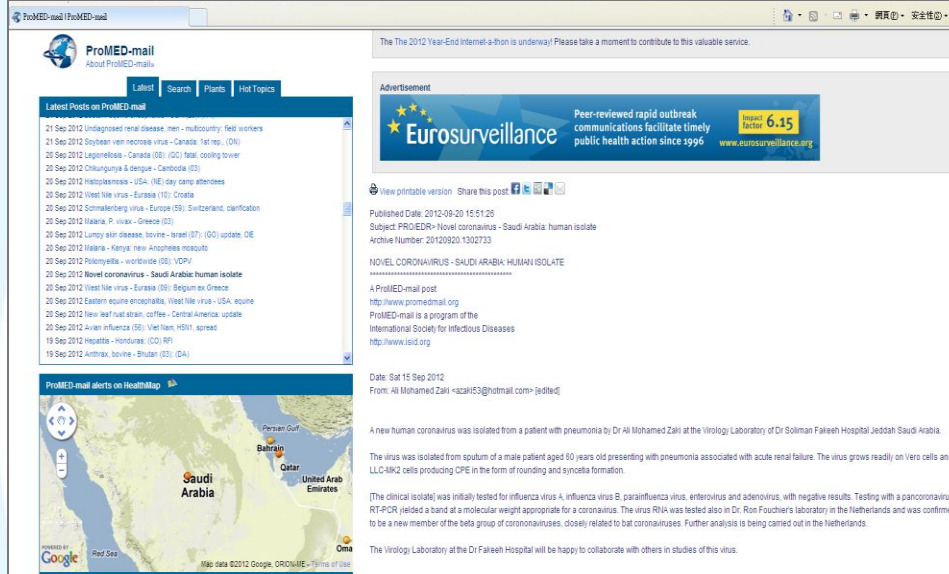 ProMED-mail | ProMED-mail
網頁(P)
安全性(S)
ProMED-mail
About ProMED-mail»
Latest
Search
Plants
Hot Topics
Latest Posts on ProMED-mail
21 Sep 2012 Undiagnosed renal disease, men - multicountry: field workers
21 Sep 2012 Soybean vein necrosis virus - Canada: 1st rep., (ON)
20 Sep 2012 Legionellosis - Canada (08): (QC) fatal, cooling tower
20 Sep 2012 Chikungunya & dengue - Cambodia (03)
20 Sep 2012 Histoplasmosis - USA: (NE) day camp attendees
20 Sep 2012 West Nile virus - Eurasia (10): Croatia
20 Sep 2012 Schmallenberg virus - Europe (59): Switzerland, clarification
20 Sep 2012 Malaria, P. vivax - Greece (03)
20 Sep 2012 Lumpy skin disease, bovine - Israel (07): (GO) update, OIE
20 Sep 2012 Malaria - Kenya: new Anopheles mosquito
20 Sep 2012 Poliomyelitis - worldwide (08): VDPV
20 Sep 2012 Novel coronavirus - Saudi Arabia: human isolate
20 Sep 2012 West Nile virus - Eurasia (09): Belgium ex Greece
20 Sep 2012 Eastern equine encephalitis, West Nile virus - USA: equine
20 Sep 2012 New leaf rust strain, coffee - Central America: update
20 Sep 2012 Avian influenza (56): Viet Nam, H5N1, spread
19 Sep 2012 Hepatitis - Honduras: (CO) RFI
19 Sep 2012 Anthrax, bovine - Bhutan (03): (DA)
ProMED-mail alerts on HealthMap
Persian Gulf
Bahrain
Qatar
Saudi
Arabia
United Arab
Emirates
Red Sea
Oma
POWERED BY
Google
Map data ©2012 Google, ORION-ME - Terms of Use
The The 2012 Year-End Internet-a-thon is underway! Please take a moment to contribute to this valuable service.
Advertisement
Eurosurveillance
Peer-reviewed rapid outbreak
communications facilitate timely
public health action since 1996
Impact
factor 6.15
www.eurosurveillance.org
View printable version Share this post:
Published Date: 2012-09-20 15:51:26
Subject: PRO/EDR> Novel coronavirus - Saudi Arabia: human isolate
Archive Number: 20120920.1302733
NOVEL CORONAVIRUS - SAUDI ARABIA: HUMAN ISOLATE
***********************************************
A ProMED-mail post
http://www.promedmail.org
ProMED-mail is a program of the
International Society for Infectious Diseases
http://www.isid.org
Date: Sat 15 Sep 2012
From: Ali Mohamed Zaki <azaki53@hotmail.com> [edited]
A new human coronavirus was isolated from a patient with pneumonia by Dr Ali Mohamed Zaki at the Virology Laboratory of Dr Soliman Fakeeh Hospital Jeddah Saudi Arabia.
The virus was isolated from sputum of a male patient aged 60 years old presenting with pneumonia associated with acute renal failure. The virus grows readily on Vero cells and
LLC-MK2 cells producing CPE in the form of rounding and syncetia formation.
[The clinical isolate] was initially tested for influenza virus A, influenza virus B, parainfluenza virus, enterovirus and adenovirus, with negative results. Testing with a pancoronavirus
RT-PCR yielded a band at a molecular weight appropriate for a coronavirus. The virus RNA was tested also in Dr. Ron Fouchier's laboratory in the Netherlands and was confirme
to be a new member of the beta group of corononaviruses, closely related to bat coronaviruses. Further analysis is being carried out in the Netherlands.
The Virology Laboratory at the Dr Fakeeh Hospital will be happy to collaborate with others in studies of this virus.